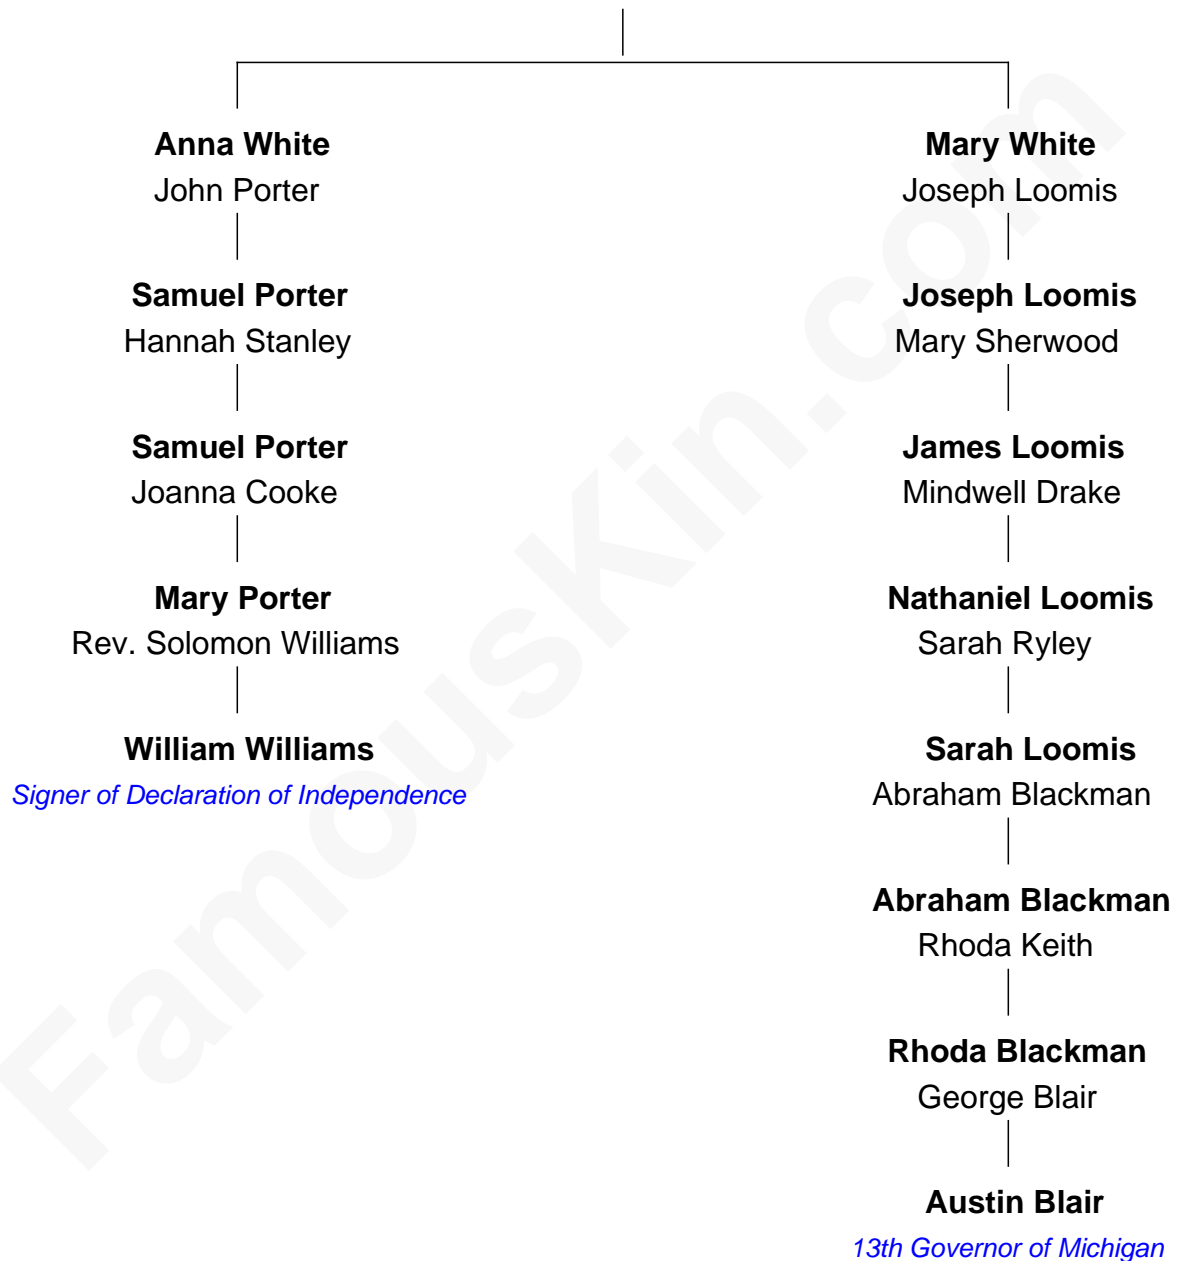 Anna White
John Porter
Samuel Porter
Hannah Stanley
Samuel Porter
Joanna Cooke
Mary Porter
Rev. Solomon Williams
William Williams
Signer of Declaration of Independence
Mary White
Joseph Loomis
Joseph Loomis
Mary Sherwood
James Loomis
Mindwell Drake
Nathaniel Loomis
Sarah Ryley
Sarah Loomis
Abraham Blackman
Abraham Blackman
Rhoda Keith
Rhoda Blackman
George Blair
Austin Blair
13th Governor of Michigan
FamousKin.com